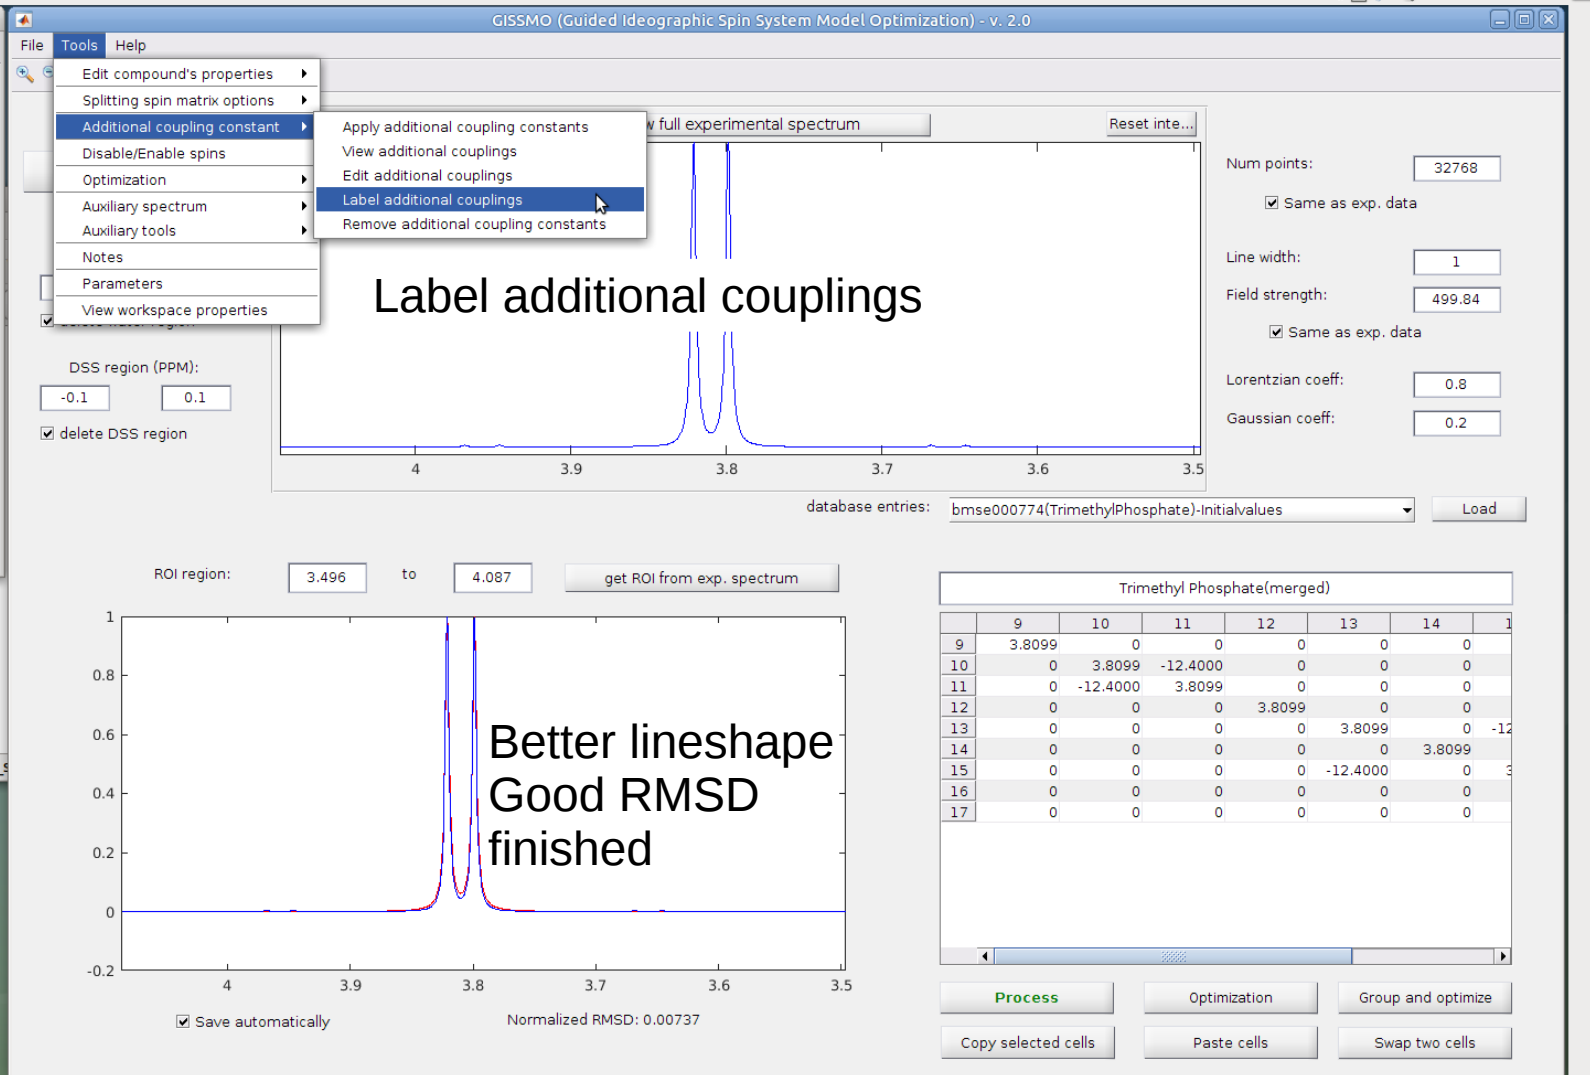 GISSMO (Guided Ideographic Spin System Model Optimization) - v. 2.0
File Tools Help
Edit compound's properties
Splitting spin matrix options
Additional coupling constant
Disable/Enable spins
Optimization
Auxiliary spectrum
Auxiliary tools
Notes
Parameters
View workspace properties
Apply additional coupling constants
View additional couplings
Edit additional couplings
Label additional couplings
Remove additional coupling constants
full experimental spectrum
Reset inte...
Label additional couplings
4 3.9 3.8 3.7 3.6 3.5
Num points: 32768
Same as exp. data
Line width: 1
Field strength: 499.84
Same as exp. data
Lorentzian coeff: 0.8
Gaussian coeff: 0.2
DSS region (PPM):
-0.1 0.1
delete DSS region
database entries: bmse000774(TrimethylPhosphate)-Initialvalues Load
ROI region: 3.496 to 4.087 get ROI from exp. spectrum
1
0.8
0.6
0.4
0.2
0
-0.2
4 3.9 3.8 3.7 3.6 3.5
Better lineshape
Good RMSD
finished
Save automatically
Normalized RMSD: 0.00737
Trimethyl Phosphate(merged)
9 10 11 12 13 14 1
9 3.8099 0 0 0 0 0
10 0 3.8099 -12.4000 0 0 0
11 0 -12.4000 3.8099 0 0 0
12 0 0 0 3.8099 0 0
13 0 0 0 0 3.8099 0 -12
14 0 0 0 0 0 3.8099
15 0 0 0 0 -12.4000 0 3
16 0 0 0 0 0 0
17 0 0 0 0 0 0
Process Optimization Group and optimize
Copy selected cells Paste cells Swap two cells